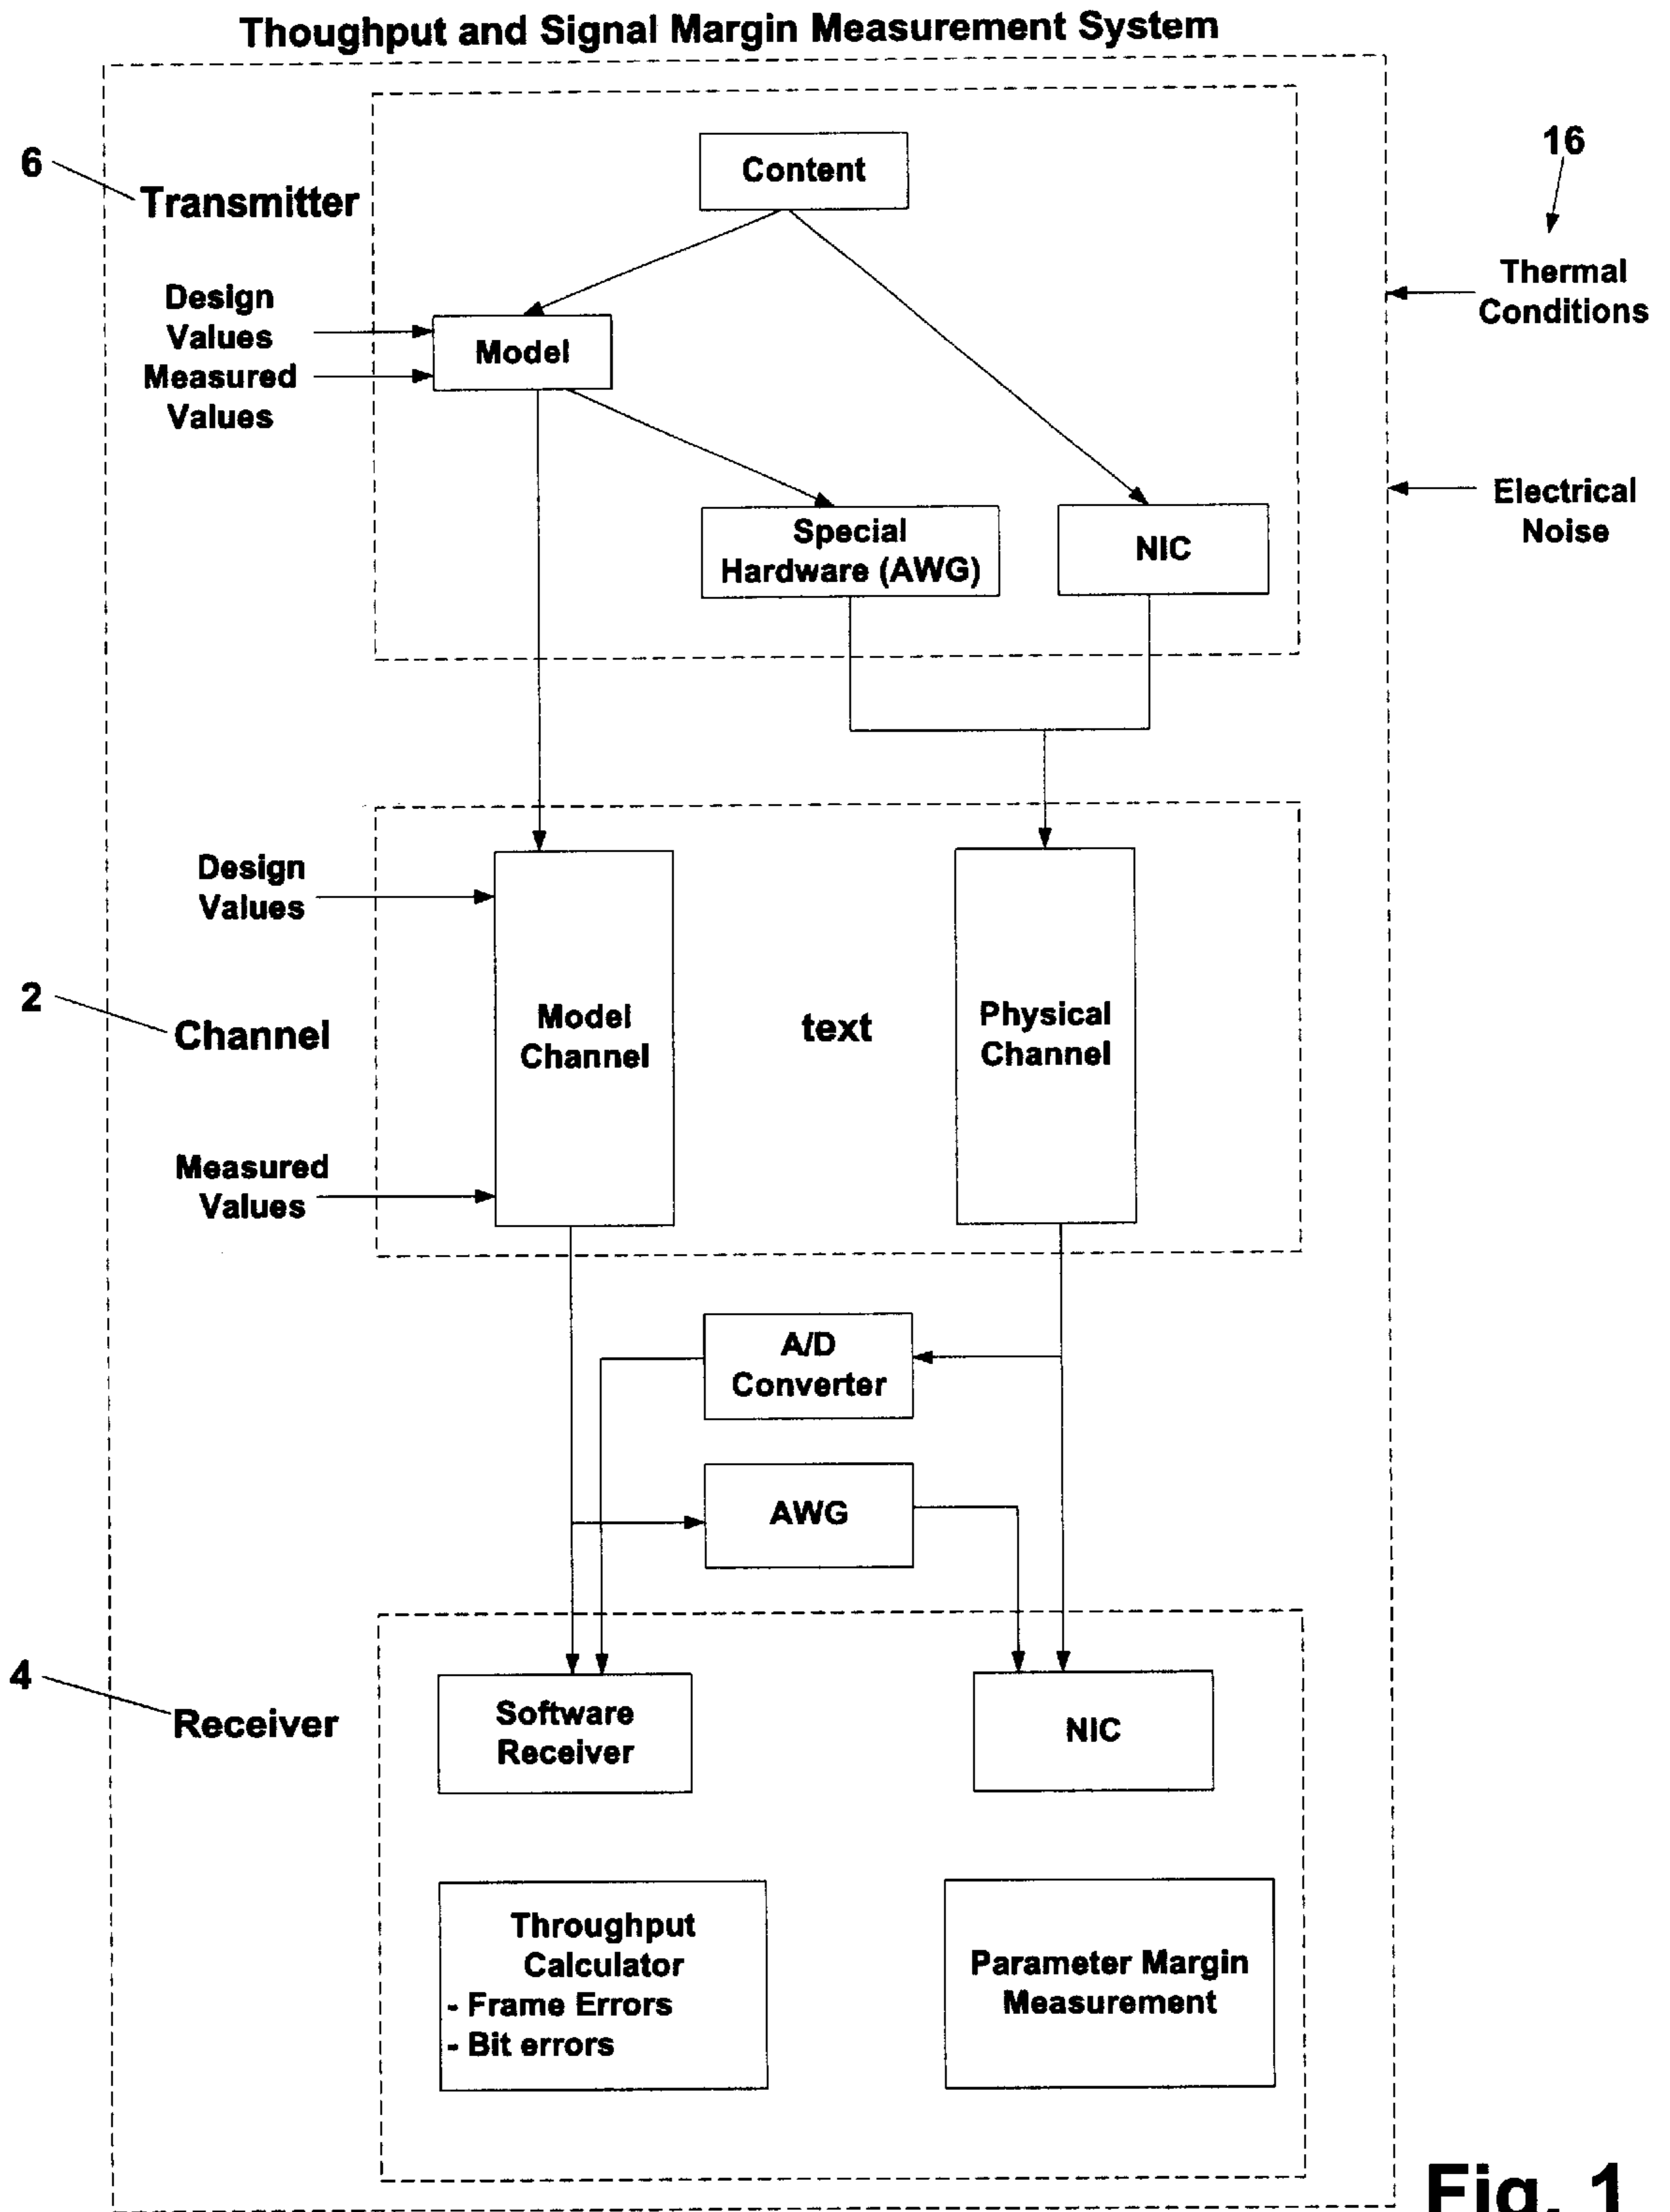 Thoughput and Signal Margin Measurement System
6
Transmitter
Content
16
Thermal
Conditions
Design
Values
Measured
Values
Model
Electrical
Noise
Special
Hardware (AWG)
NIC
Design
Values
2
Channel
Model
Channel
text
Physical
Channel
Measured
Values
A/D
Converter
AWG
4
Receiver
Software
Receiver
NIC
Throughput
Calculator
- Frame Errors
- Bit errors
Parameter Margin
Measurement
Fig. 1